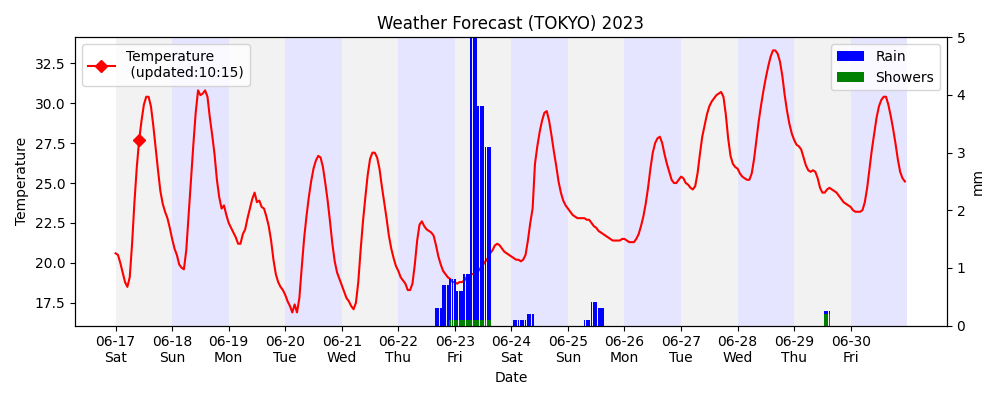 Weather Forecast (TOKYO) 2023
Temperature
(updated:10:15)
Rain
Showers
Temperature
32.5
30.0
27.5
25.0
22.5
20.0
17.5
5
4
3
2
1
0
mm
06-17 06-18 06-19 06-20 06-21 06-22 06-23 06-24 06-25 06-26 06-27 06-28 06-29 06-30
Sat Sun Mon Tue Wed Thu Fri Sat Sun Mon Tue Wed Thu Fri
Date